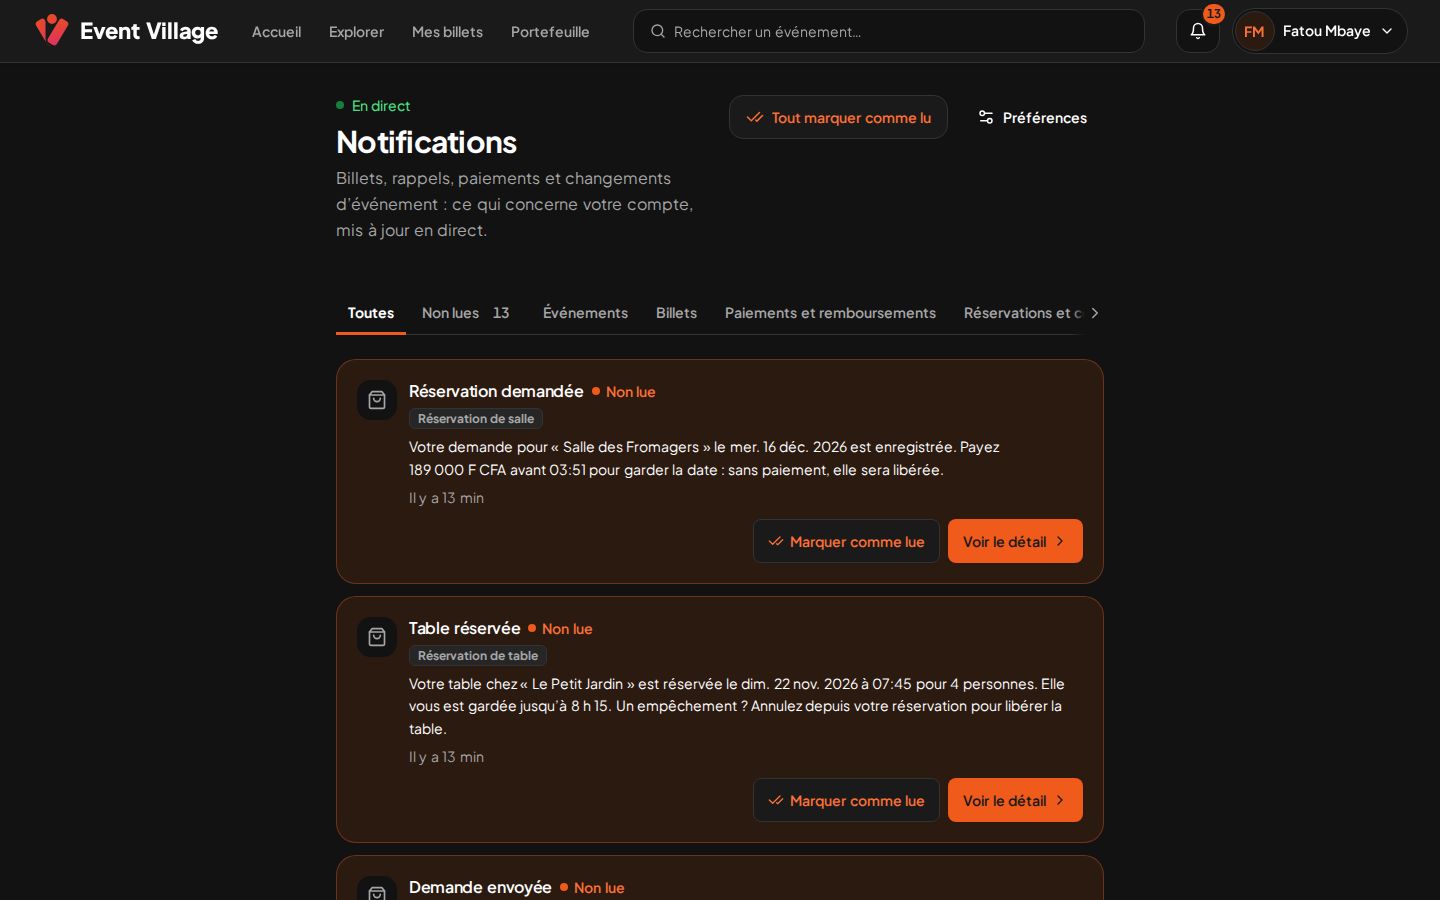 Event Village
Accueil
Explorer
Mes billets
Portefeuille
Rechercher un événement...
13
FM
Fatou Mbaye
En direct
Notifications
Billets, rappels, paiements et changements
d'événement : ce qui concerne votre compte,
mis à jour en direct.
Tout marquer comme lu
Préférences
Toutes
Non lues 13
Événements
Billets
Paiements et remboursements
Réservations et
Réservation demandée
Non lue
Réservation de salle
Votre demande pour « Salle des Fromagers » le mer. 16 déc. 2026 est enregistrée. Payez
189 000 F CFA avant 03:51 pour garder la date : sans paiement, elle sera libérée.
Il y a 13 min
Marquer comme lue
Voir le détail
Table réservée
Non lue
Réservation de table
Votre table chez « Le Petit Jardin » est réservée le dim. 22 nov. 2026 à 07:45 pour 4 personnes. Elle
vous est gardée jusqu'à 8 h 15. Un empêchement ? Annulez depuis votre réservation pour libérer la
table.
Il y a 13 min
Marquer comme lue
Voir le détail
Demande envoyée
Non lue